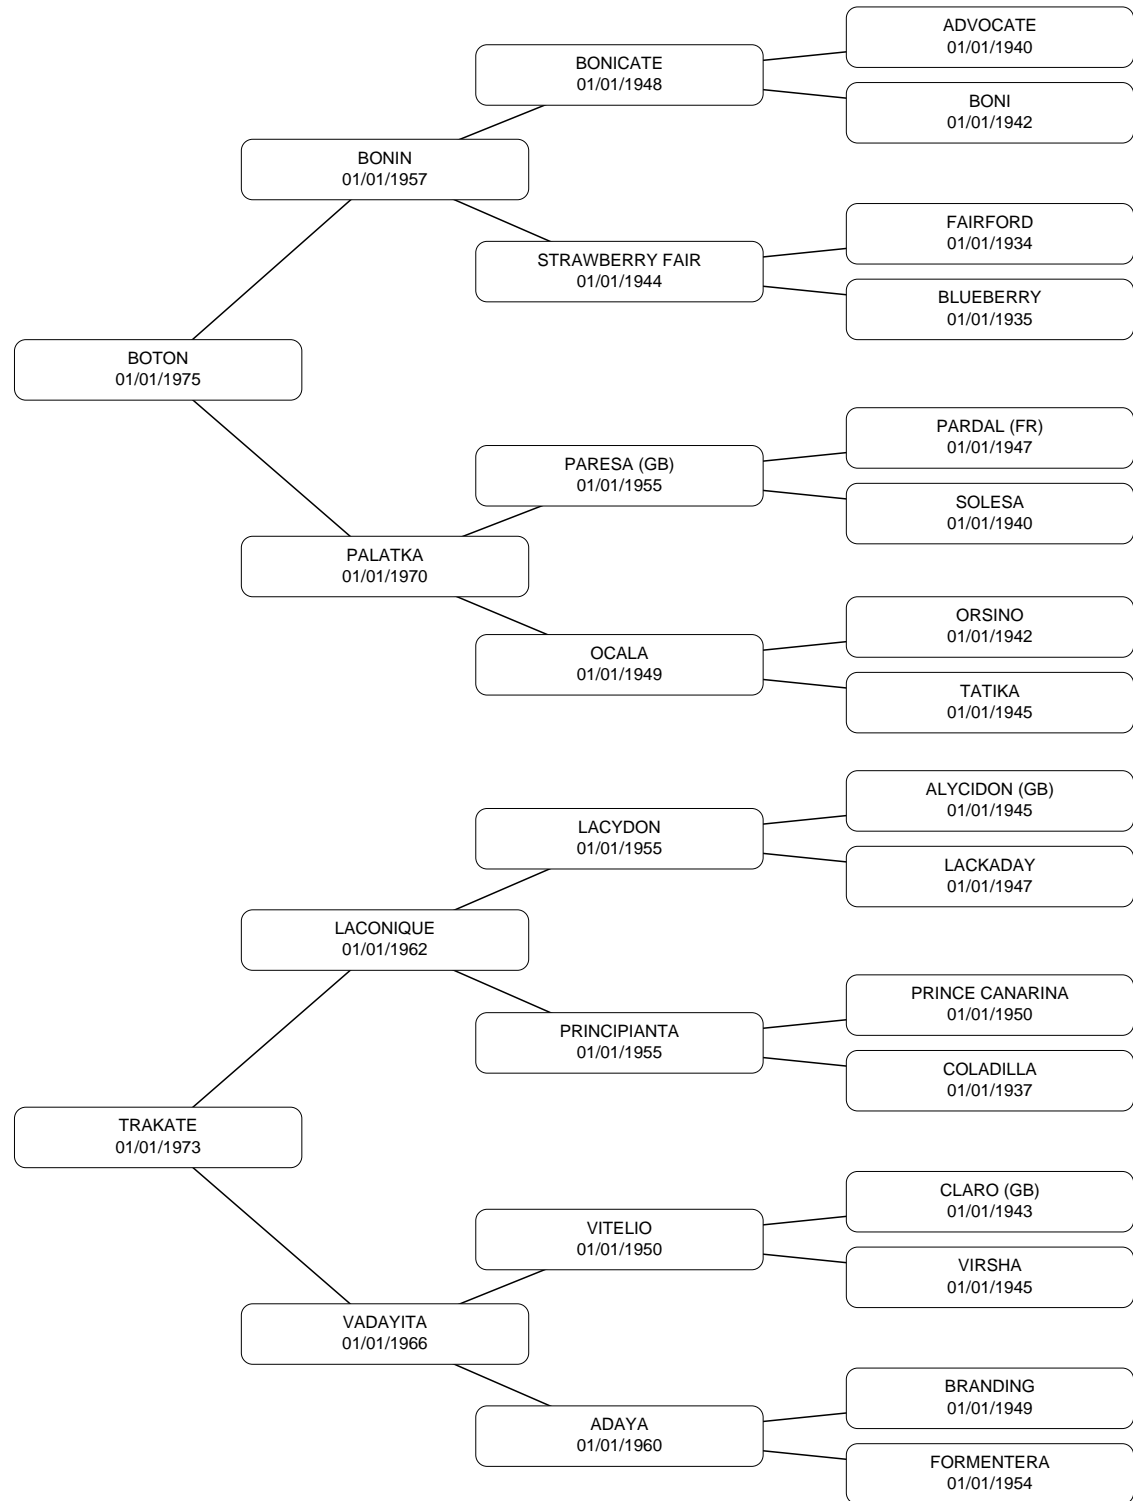 ADVOCATE
01/01/1940
BONICATE
01/01/1948
BONI
01/01/1942
BONIN
01/01/1957
FAIRFORD
01/01/1934
STRAWBERRY FAIR
01/01/1944
BLUEBERRY
01/01/1935
BOTON
01/01/1975
PARDAL (FR)
01/01/1947
PARESA (GB)
01/01/1955
SOLESA
01/01/1940
PALATKA
01/01/1970
ORSINO
01/01/1942
OCALA
01/01/1949
TATIKA
01/01/1945
ALYCIDON (GB)
01/01/1945
LACYDON
01/01/1955
LACKADAY
01/01/1947
LACONIQUE
01/01/1962
PRINCE CANARINA
01/01/1950
PRINCIPIANTA
01/01/1955
COLADILLA
01/01/1937
TRAKATE
01/01/1973
CLARO (GB)
01/01/1943
VITELIO
01/01/1950
VIRSHA
01/01/1945
VADAYITA
01/01/1966
BRANDING
01/01/1949
ADAYA
01/01/1960
FORMENTERA
01/01/1954